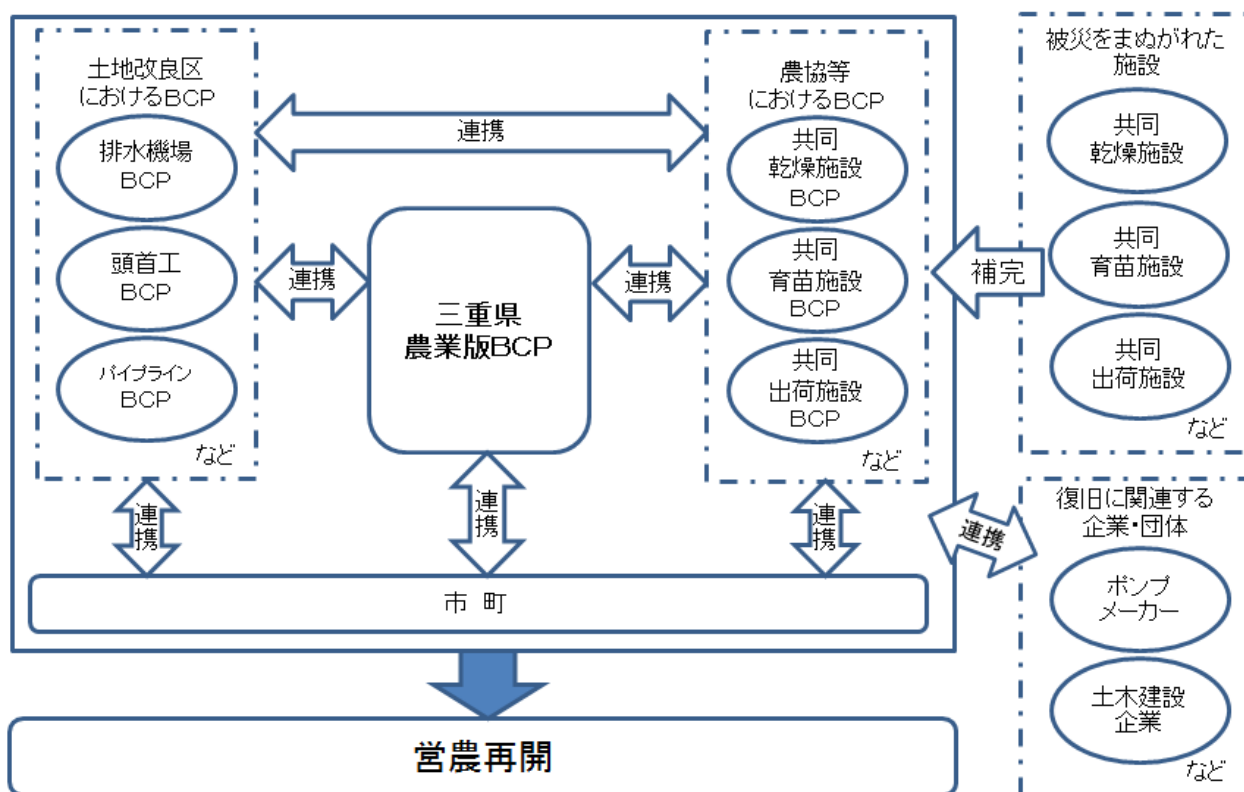 土地改良区
におけるBCP
排水機場
BCP
頭首工
BCP
パイプライン
BCP
など
連携
連携
三重県
農業版BCP
連携
農協等
におけるBCP
共同
乾燥施設
BCP
共同
育苗施設
BCP
共同
出荷施設
BCP
など
連携
連携
連携
市 町
営農再開
被災をまぬがれた
施設
共同
乾燥施設
共同
育苗施設
共同
出荷施設
など
補完
連携
復旧に関連する
企業・団体
ポンプ
メーカー
土木建設
企業
など